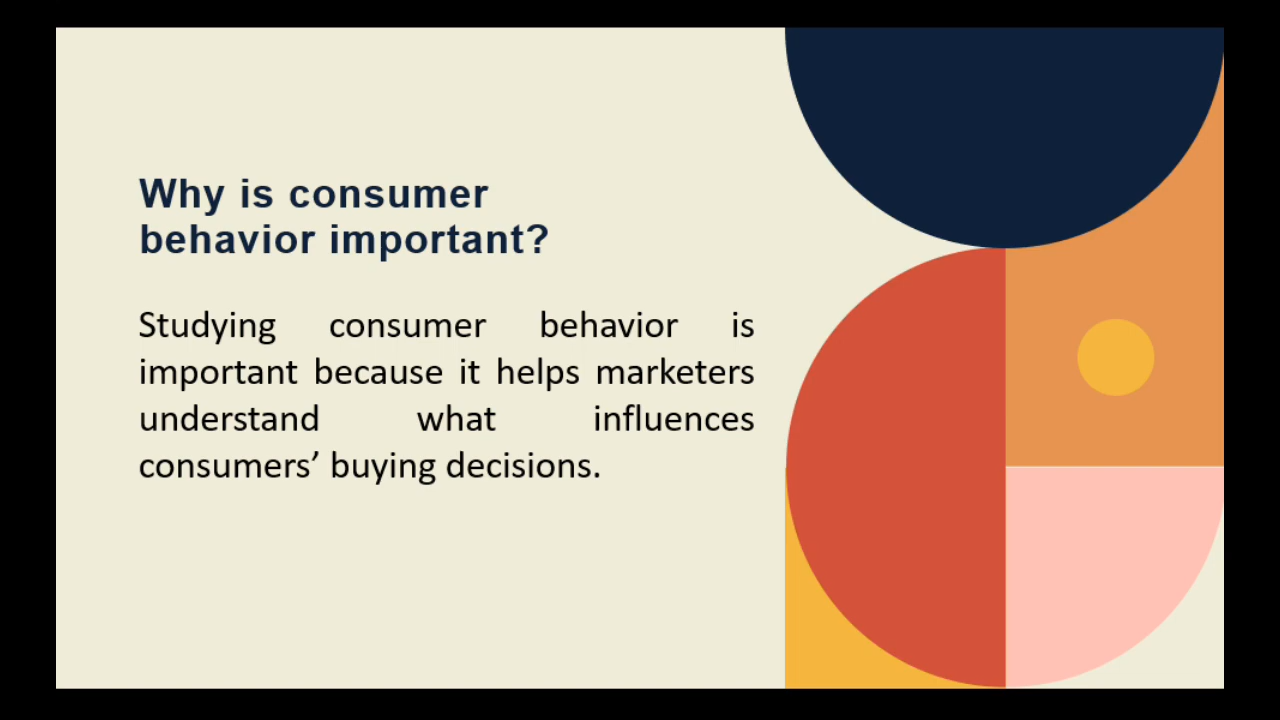 Why is consumer
behavior important?
Studying consumer behavior is
important because it helps marketers
understand what influences
consumers’ buying decisions.